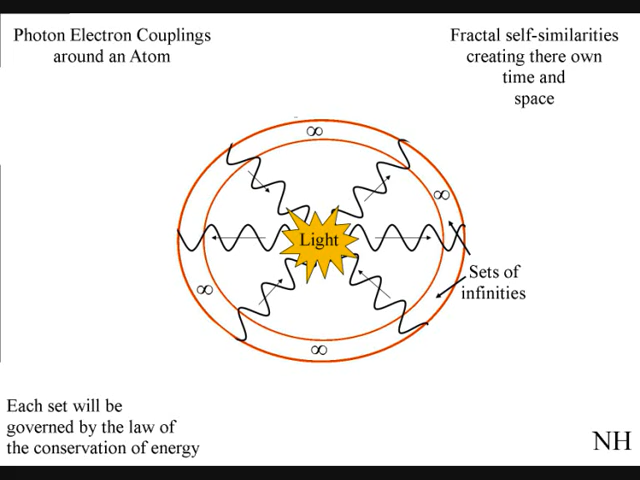 Photon Electron Couplings
around an Atom
Fractal self-similarities
creating there own
time and
space
∞
∞
Light
Sets of
infinities
∞
∞
Each set will be
governed by the law of
the conservation of energy
NH